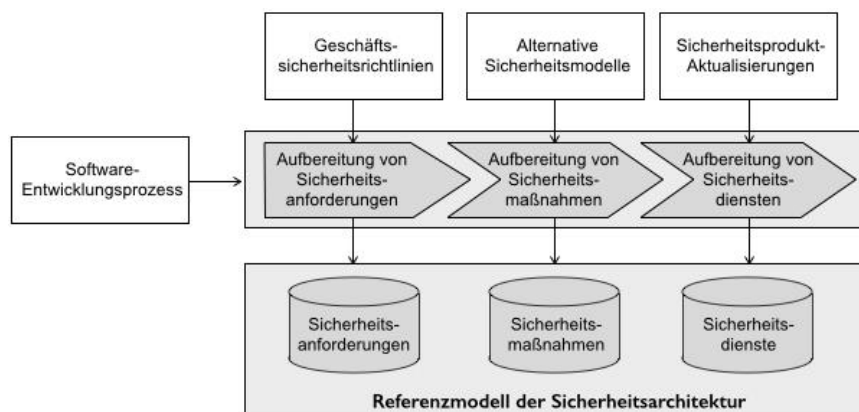 Geschäfts-
sicherheitsrichtlinien
Alternative
Sicherheitsmodelle
Sicherheitsprodukt-
Aktualisierungen
Software-
Entwicklungsprozess
Aufbereitung von
Sicherheits-
anforderungen
Aufbereitung von
Sicherheits-
maßnahmen
Aufbereitung von
Sicherheits-
diensten
Sicherheits-
anforderungen
Sicherheits-
maßnahmen
Sicherheits-
dienste
Referenzmodell der Sicherheitsarchitektur